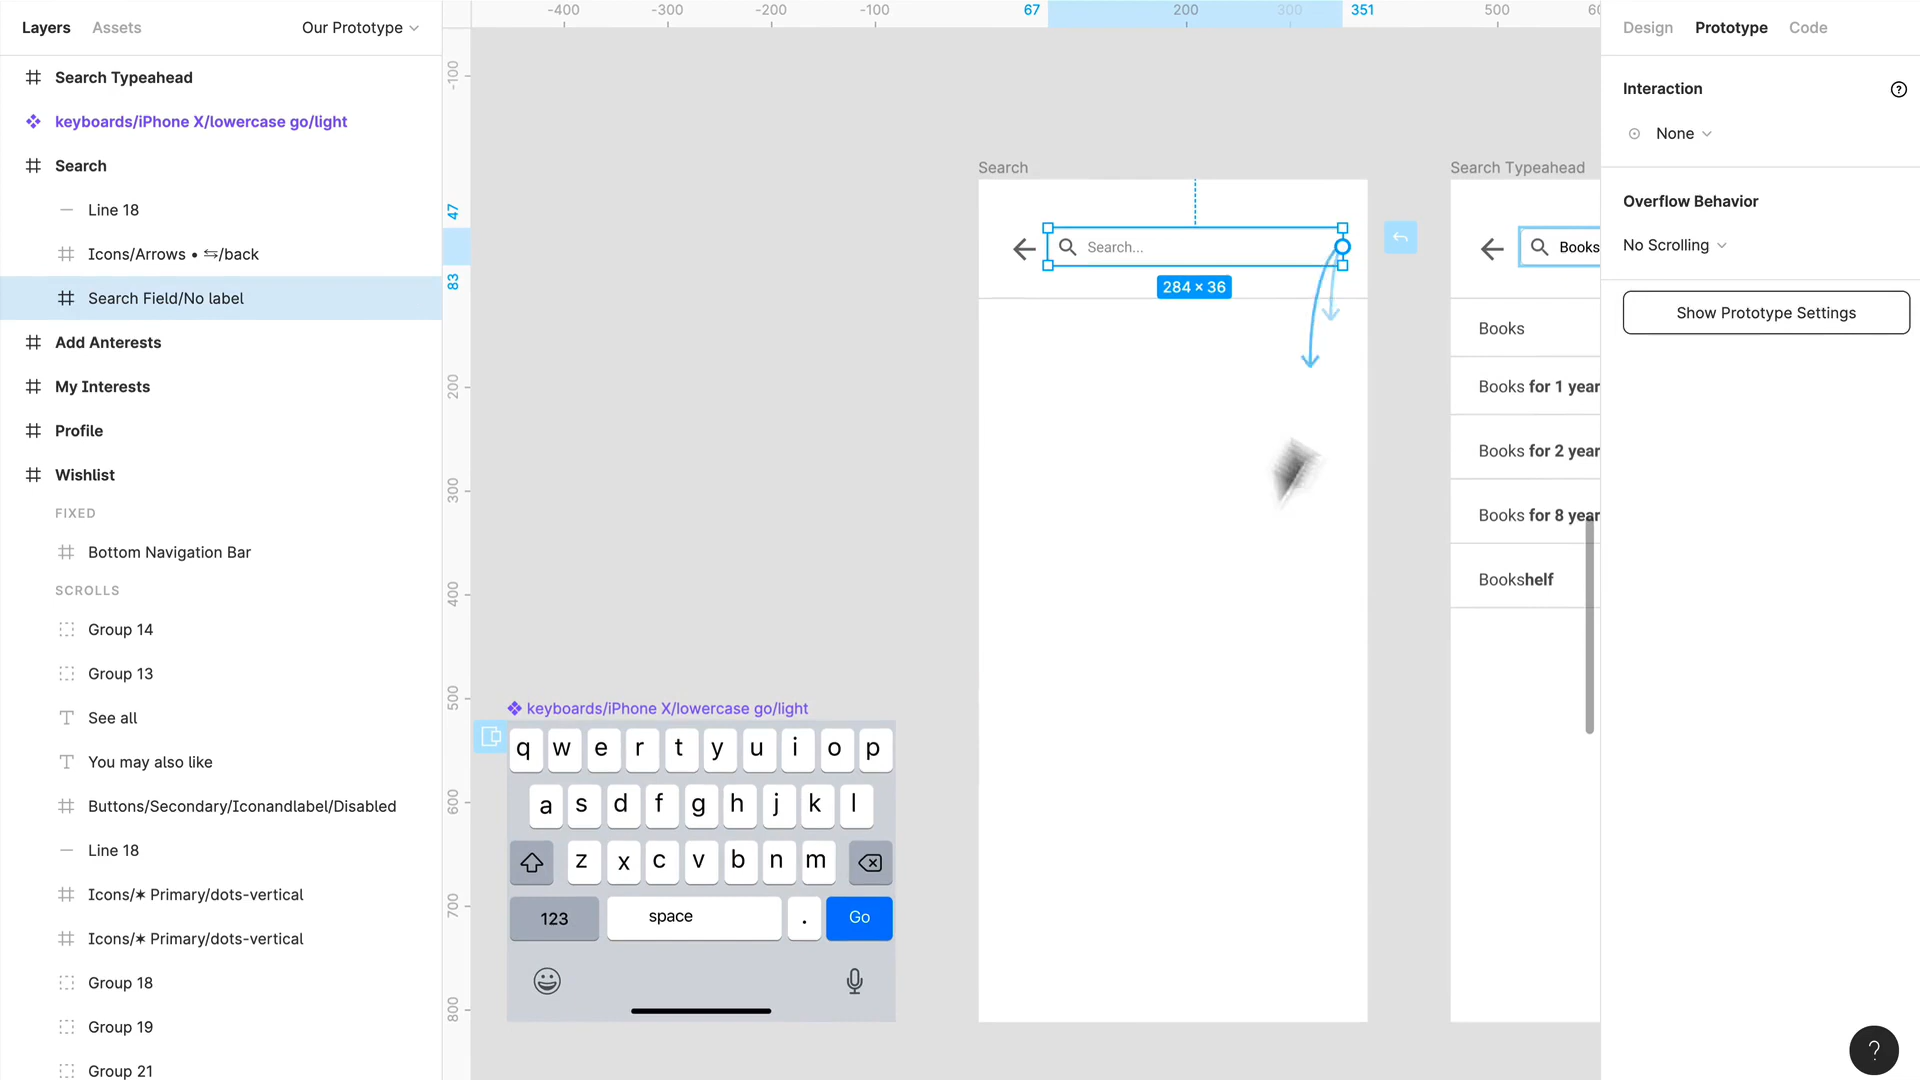 Layers
Assets
Our Prototype
Search Typeahead
keyboards/iPhone X/lowercase go/light
Search
Line 18
Icons/Arrows • ⇆/back
Search Field/No label
Add Anterests
My Interests
Profile
Wishlist
FIXED
Bottom Navigation Bar
SCROLLS
Group 14
Group 13
See all
You may also like
Buttons/Secondary/Iconandlabel/Disabled
Line 18
Icons/✶ Primary/dots-vertical
Icons/✶ Primary/dots-vertical
Group 18
Group 19
Group 21
-400
-300
-200
-100
67
200
300
351
500
-100
47
83
200
300
400
500
600
700
800
Search
Search...
284 × 36
Search Typeahead
Books
Books
Books for 1 year
Books for 2 year
Books for 8 year
Bookshelf
keyboards/iPhone X/lowercase go/light
q w e r t y u i o p
a s d f g h j k l
z x c v b n m
123 space . Go
Design
Prototype
Code
Interaction
?
None
Overflow Behavior
No Scrolling
Show Prototype Settings
?